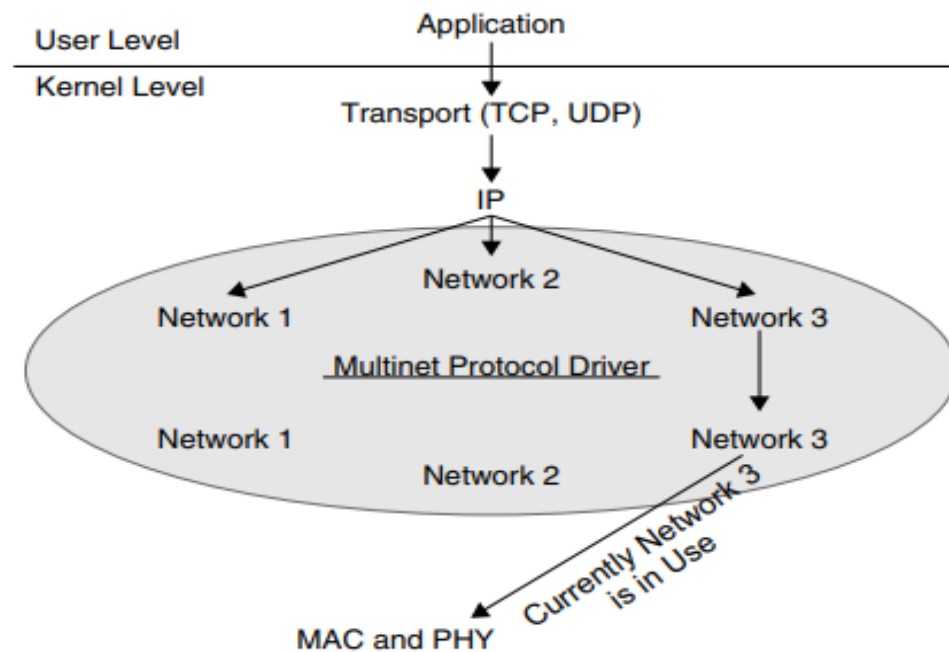 Application
User Level
Kernel Level
Transport (TCP, UDP)
IP
Network 2
Network 1
Network 3
Multinet Protocol Driver
Network 1
Network 3
Network 2
Currently Network 3
is in Use
MAC and PHY